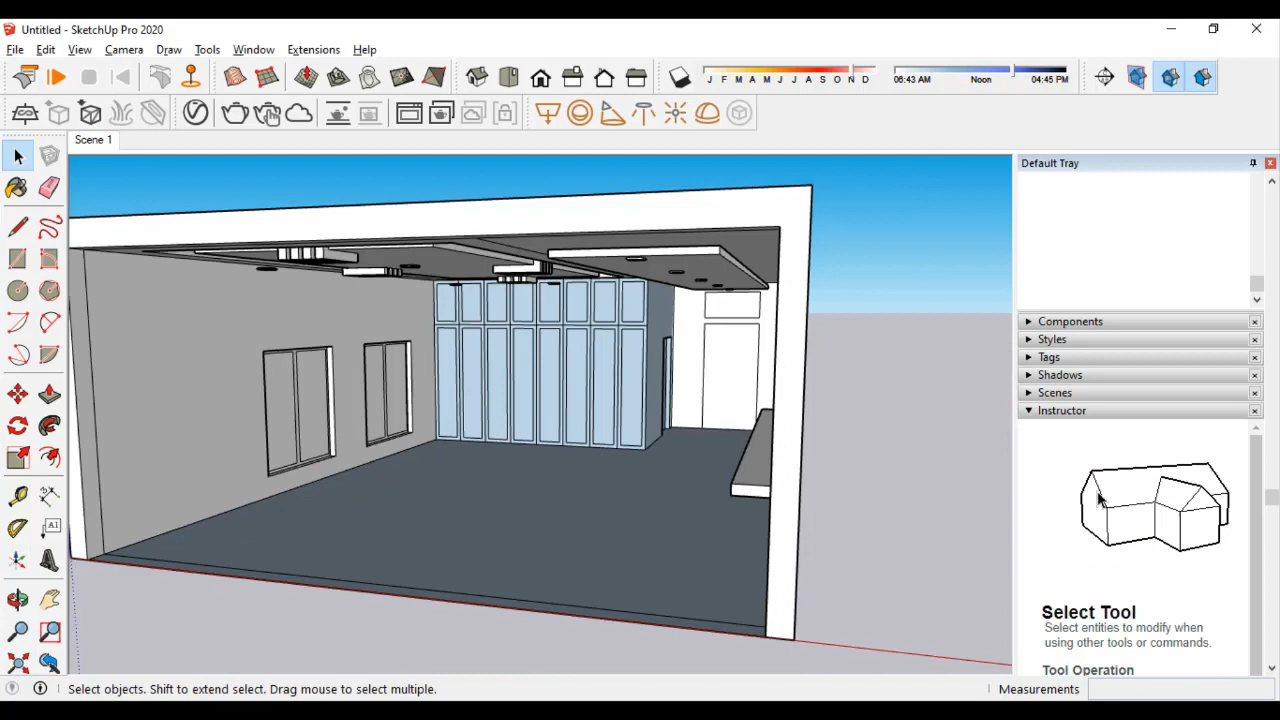 Untitled - SketchUp Pro 2020
File Edit View Camera Draw Tools Window Extensions Help
J F M A M J J A S O N D 06:43 AM Noon 04:45 PM
Scene 1
Default Tray
Components
Styles
Tags
Shadows
Scenes
Instructor
AI
Select Tool
Select entities to modify when
using other tools or commands.
Tool Operation
Select objects. Shift to extend select. Drag mouse to select multiple.
Measurements